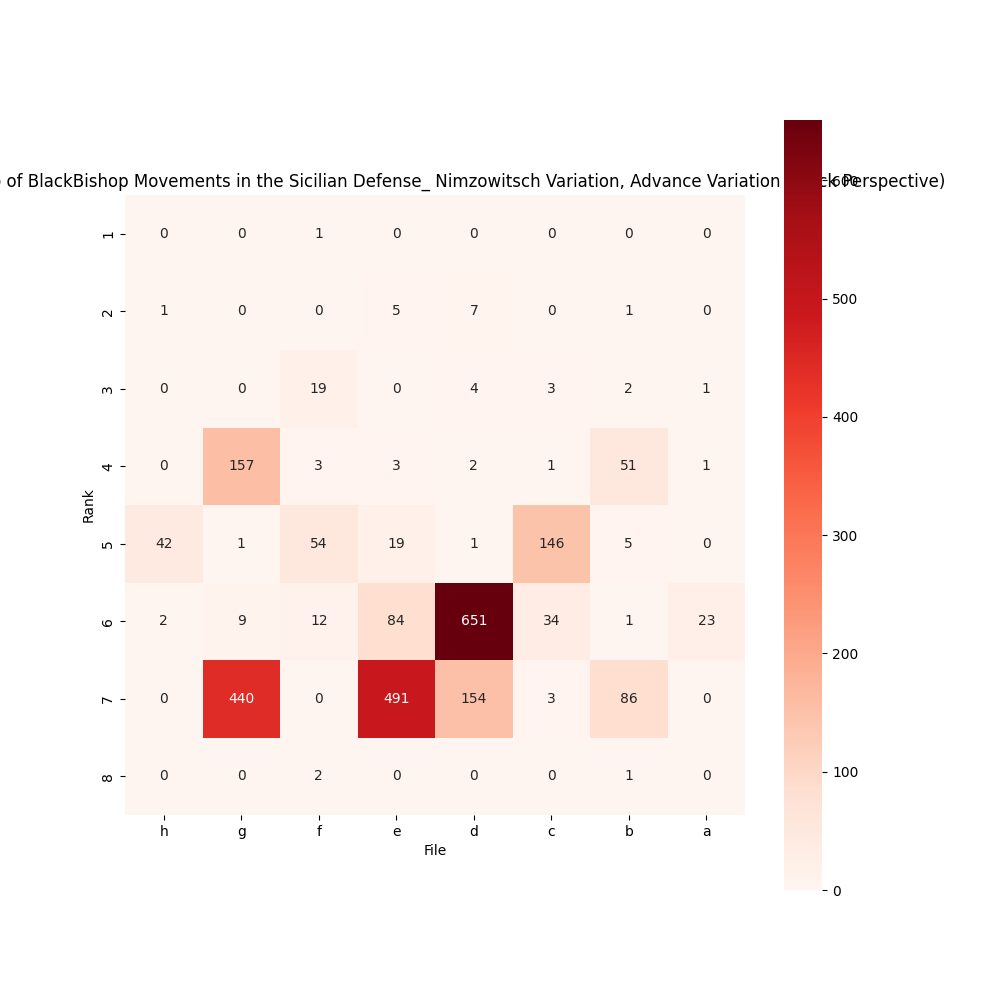 of BlackBishop Movements in the Sicilian Defense_ Nimzowitsch Variation, Advance Variation Perspective)
600
1 0 0 1 0 0 0 0 0
2 1 0 0 5 7 0 1 0
500
3 0 0 19 0 4 3 2 1
400
4 0 157 3 3 2 1 51 1
Rank
5 42 1 54 19 1 146 5 0
300
6 2 9 12 84 651 34 1 23
200
7 0 440 0 491 154 3 86 0
100
8 0 0 2 0 0 0 1 0
h g f e d c b a
File
0